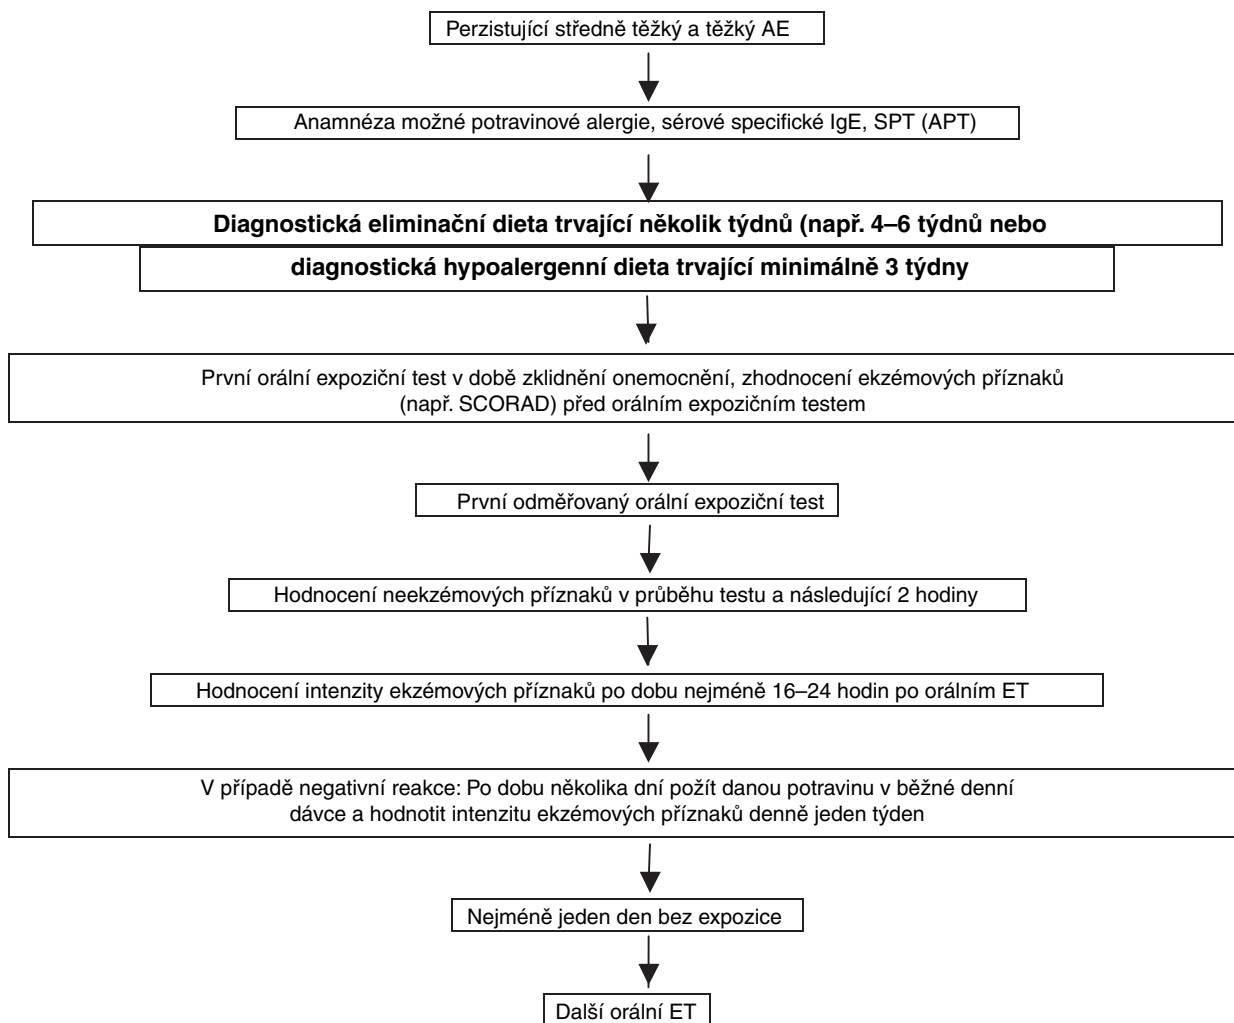 Perzistující středně těžký a těžký AE
Anamnéza možné potravinové alergie, sérové specifické IgE, SPT (APT)
Diagnostická eliminační dieta trvající několik týdnů (např. 4–6 týdnů nebo
diagnostická hypoalergenní dieta trvající minimálně 3 týdny
První orální expoziční test v době zklidnění onemocnění, zhodnocení ekzémových příznaků
(např. SCORAD) před orálním expozičním testem
První odměřovaný orální expoziční test
Hodnocení neekzémových příznaků v průběhu testu a následující 2 hodiny
Hodnocení intenzity ekzémových příznaků po dobu nejméně 16–24 hodin po orálním ET
V případě negativní reakce: Po dobu několika dní požít danou potravinu v běžné denní
dávce a hodnotit intenzitu ekzémových příznaků denně jeden týden
Nejméně jeden den bez expozice
Další orální ET